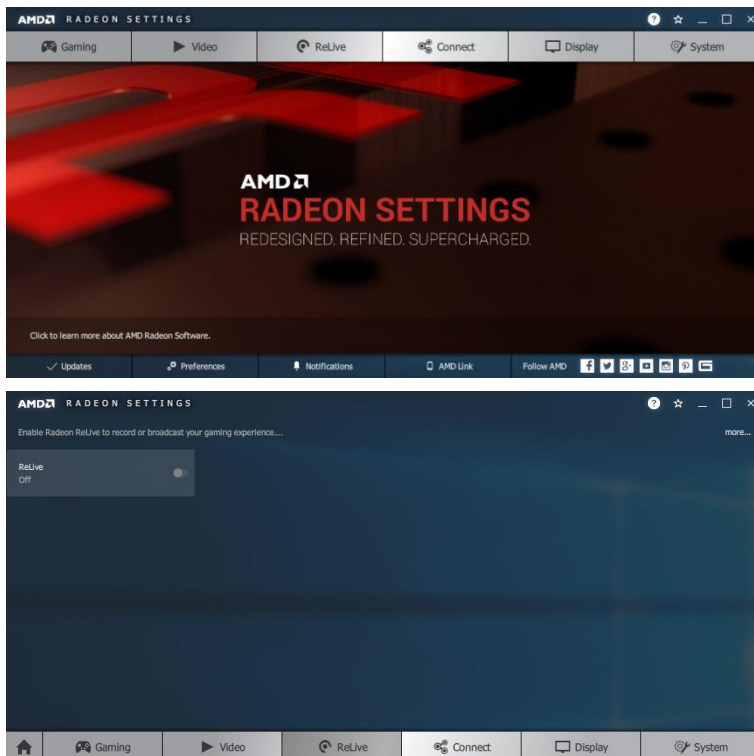 AMD RADEON SETTINGS
Gaming Video ReLive Connect Display System
AMD
RADEON SETTINGS
REDESIGNED. REFINED. SUPERCHARGED.
Click to learn more about AMD Radeon Software.
Updates Preferences Notifications AMD Link Follow AMD
AMD RADEON SETTINGS
Enable Radeon ReLive to record or broadcast your gaming experience.... more...
ReLive
Off
Gaming Video ReLive Connect Display System